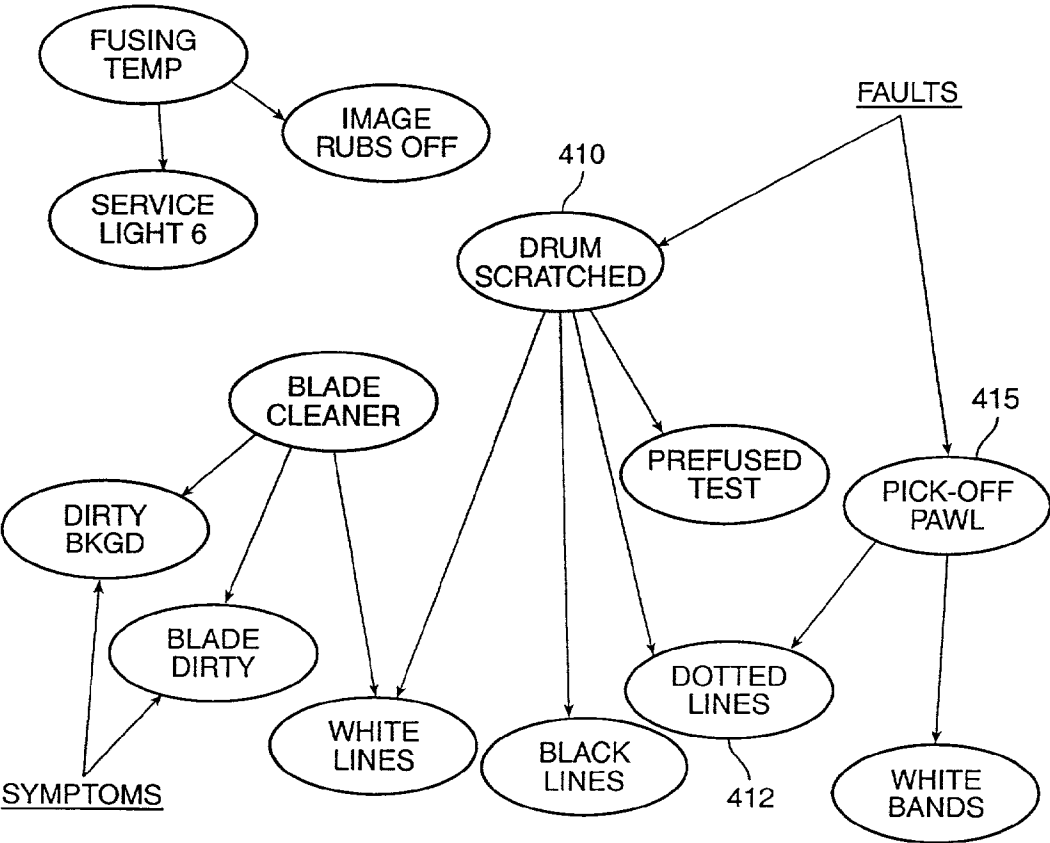 FUSING
TEMP
IMAGE
RUBS OFF
SERVICE
LIGHT 6
FAULTS
410
DRUM
SCRATCHED
BLADE
CLEANER
415
PREFUSED
TEST
PICK-OFF
PAWL
DIRTY
BKGD
BLADE
DIRTY
DOTTED
LINES
WHITE
LINES
BLACK
LINES
412
WHITE
BANDS
SYMPTOMS